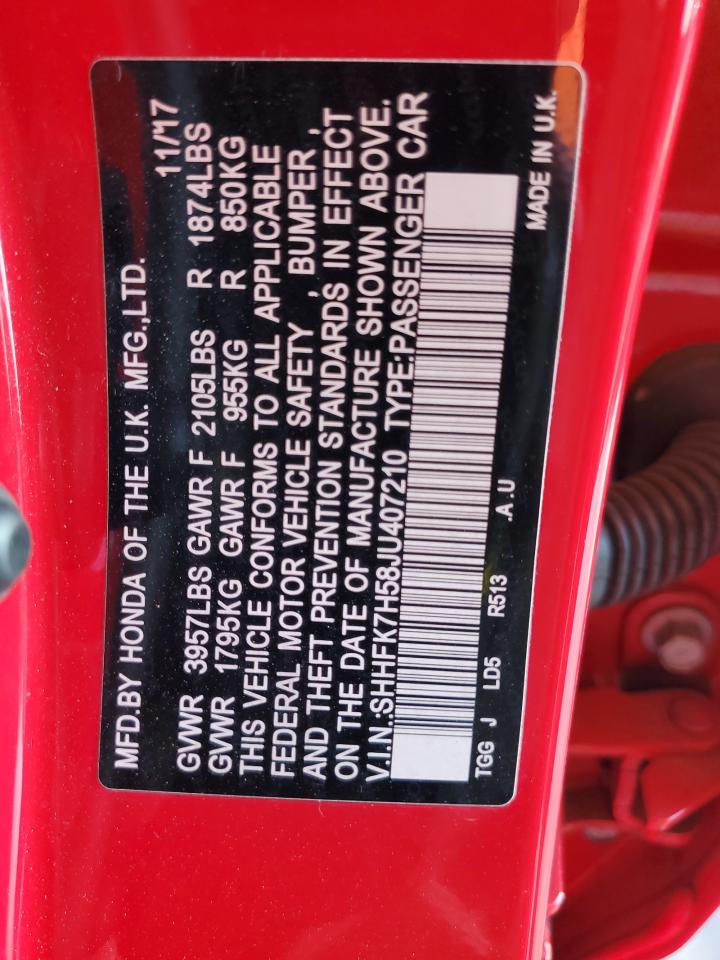 MFD.BY HONDA OF THE U.K. MFG.,LTD. 11/17
GVWR 3957LBS GAWR F 2105LBS R 1874LBS
GVWR 1795KG GAWR F 955KG R 850KG
THIS VEHICLE CONFORMS TO ALL APPLICABLE
FEDERAL MOTOR VEHICLE SAFETY , BUMPER ,
AND THEFT PREVENTION STANDARDS IN EFFECT
ON THE DATE OF MANUFACTURE SHOWN ABOVE.
V.I.N.:SHHFK7H58JU407210 TYPE:PASSENGER CAR
TGG J LD5 R513 .A.U MADE IN U.K.